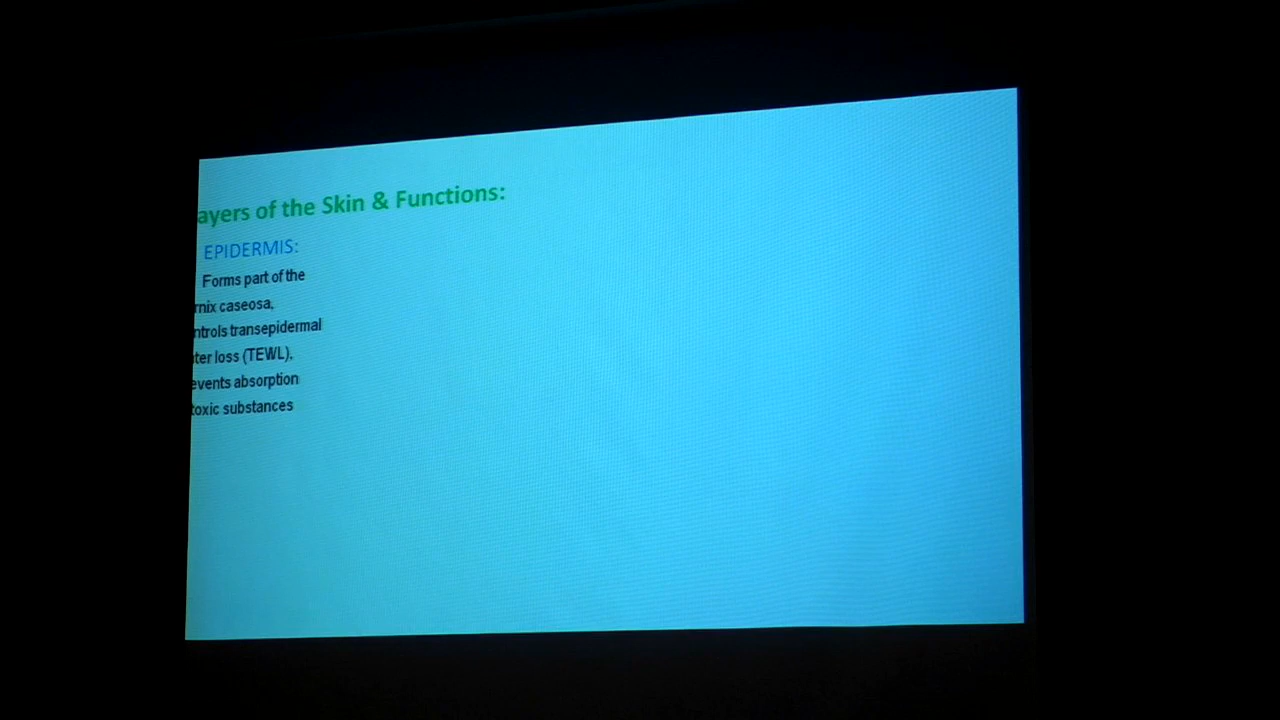 ayers of the Skin & Functions:
EPIDERMIS:
Forms part of the
rnix caseosa,
ntrols transepidermal
ter loss (TEWL),
events absorption
toxic substances